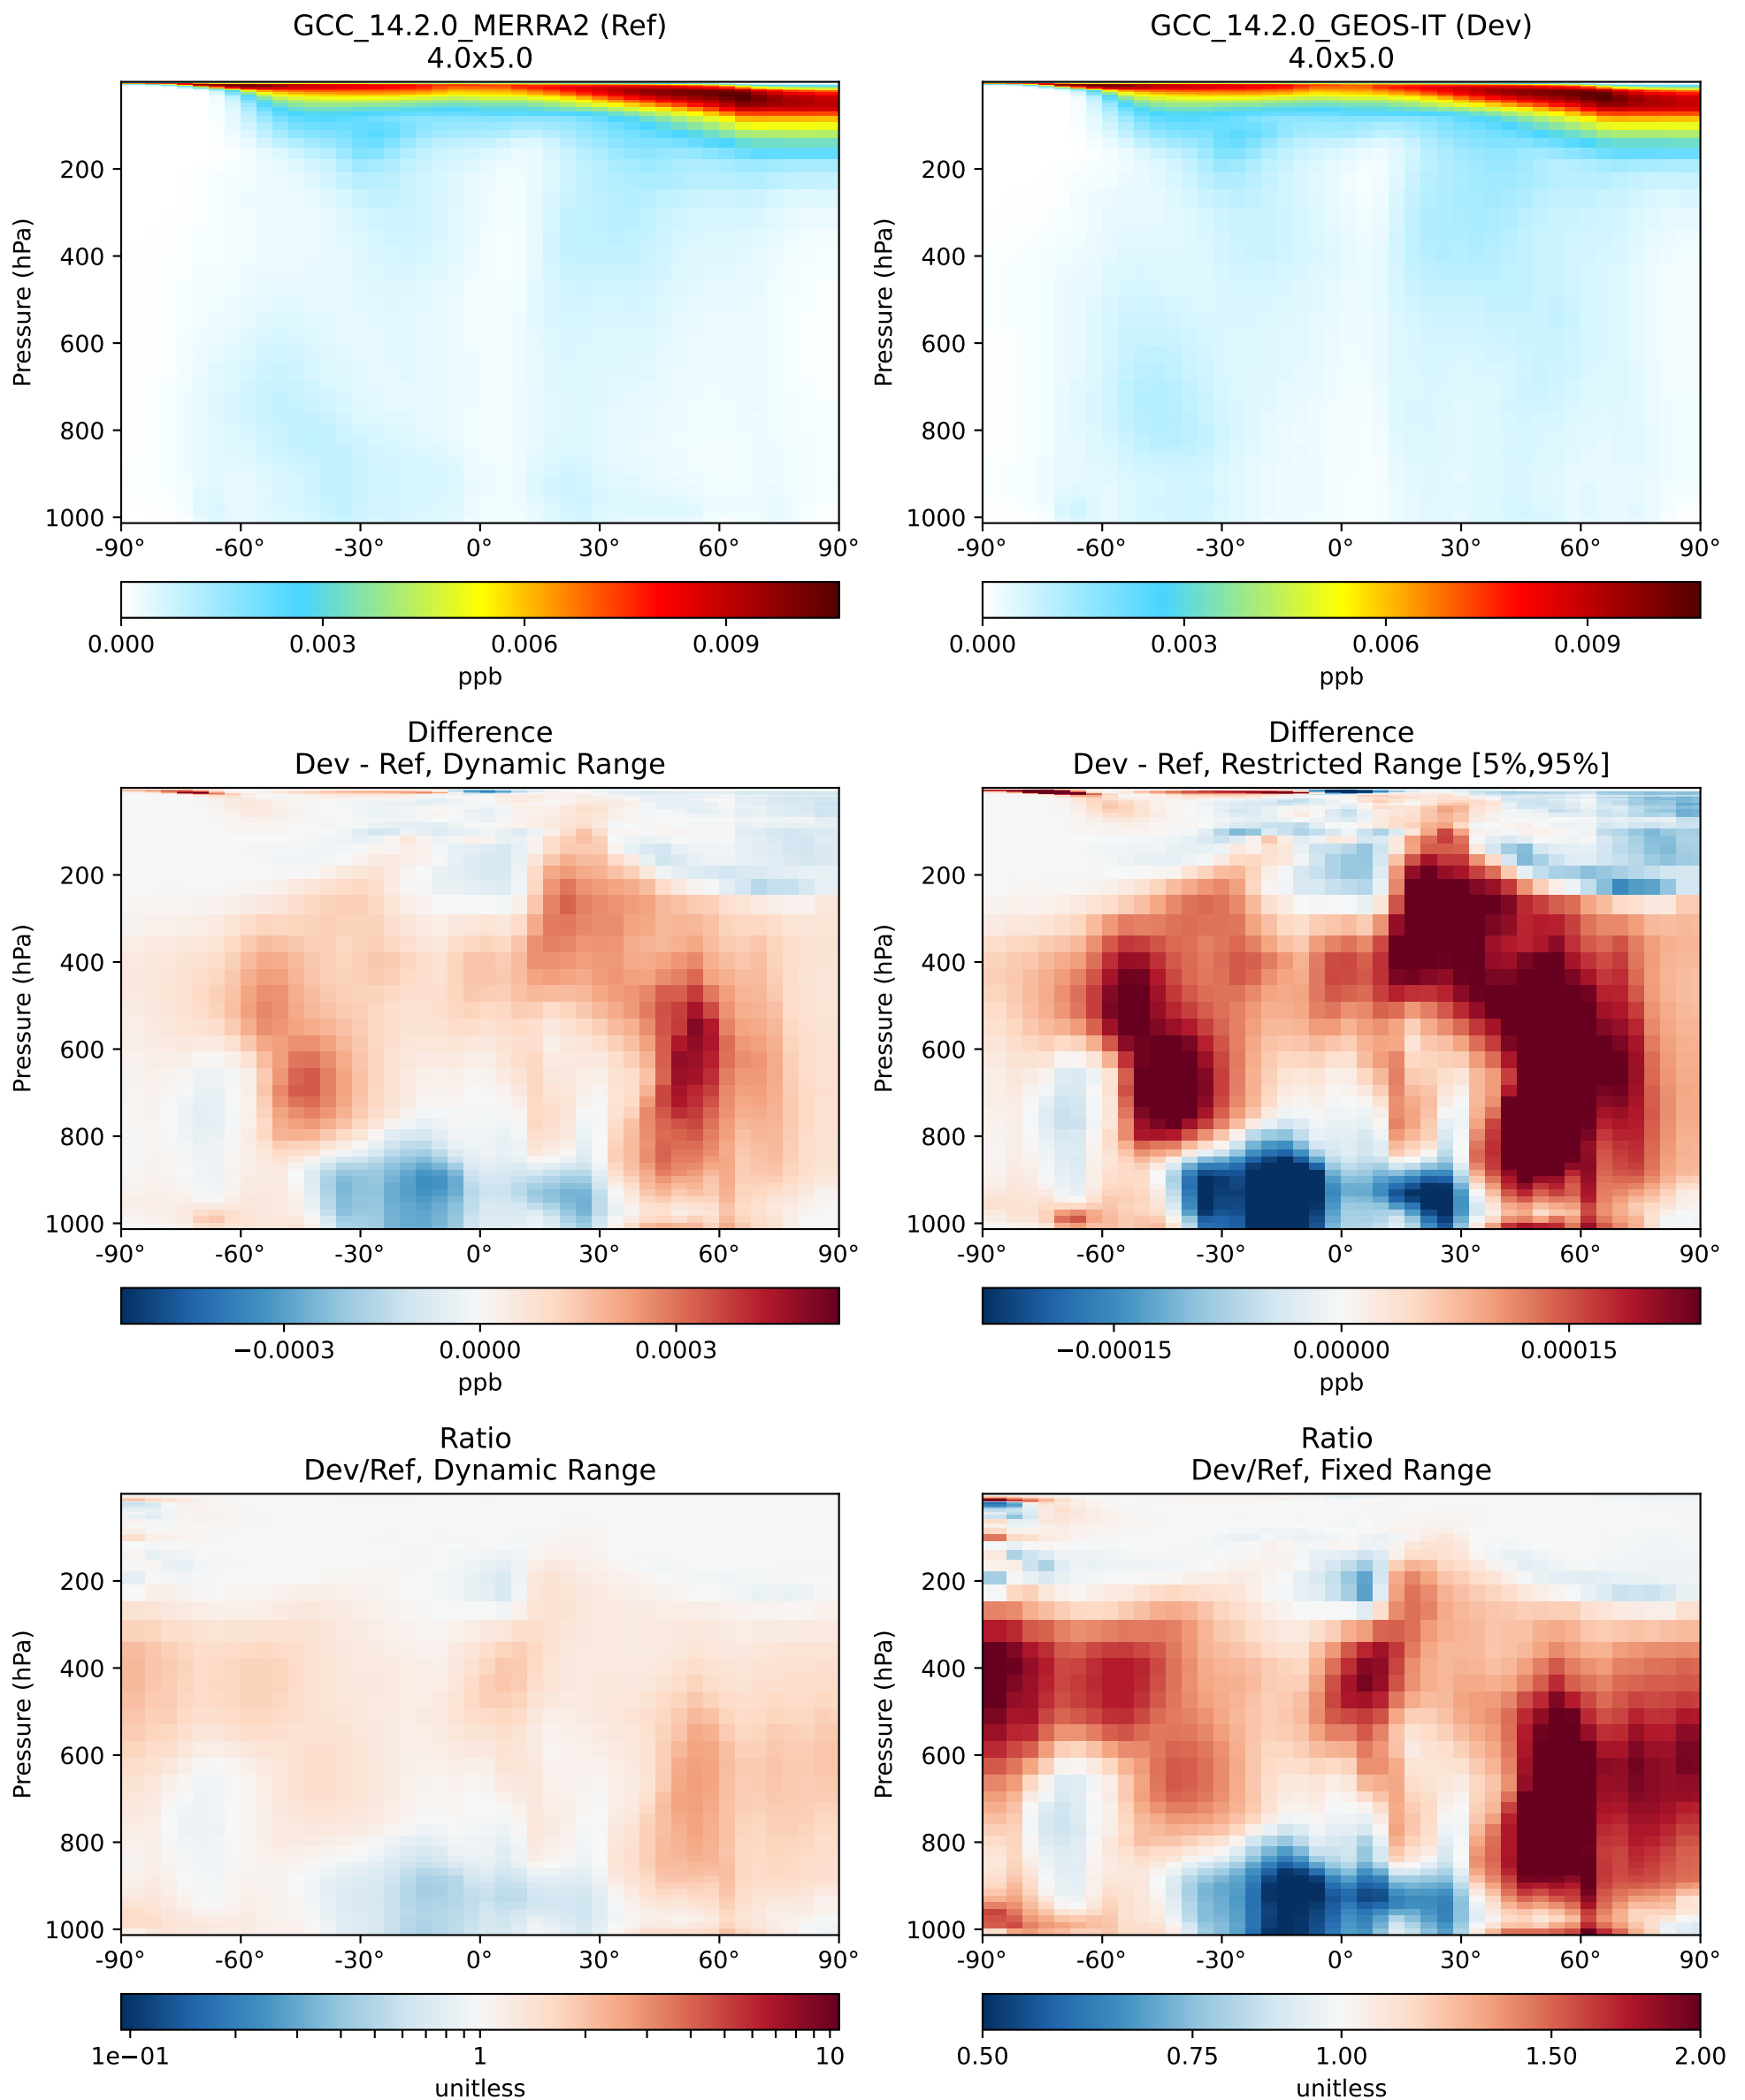 GCC_14.2.0_MERRA2 (Ref)
4.0x5.0
Pressure (hPa)
200
400
600
800
1000
-90° -60° -30° 0° 30° 60° 90°
0.000 0.003 0.006 0.009
ppb
GCC_14.2.0_GEOS-IT (Dev)
4.0x5.0
Pressure (hPa)
200
400
600
800
1000
-90° -60° -30° 0° 30° 60° 90°
0.000 0.003 0.006 0.009
ppb
Difference
Dev - Ref, Dynamic Range
Pressure (hPa)
200
400
600
800
1000
-90° -60° -30° 0° 30° 60° 90°
−0.0003 0.0000 0.0003
ppb
Difference
Dev - Ref, Restricted Range [5%,95%]
Pressure (hPa)
200
400
600
800
1000
-90° -60° -30° 0° 30° 60° 90°
−0.00015 0.00000 0.00015
ppb
Ratio
Dev/Ref, Dynamic Range
Pressure (hPa)
200
400
600
800
1000
-90° -60° -30° 0° 30° 60° 90°
1e−01 1 10
unitless
Ratio
Dev/Ref, Fixed Range
Pressure (hPa)
200
400
600
800
1000
-90° -60° -30° 0° 30° 60° 90°
0.50 0.75 1.00 1.50 2.00
unitless